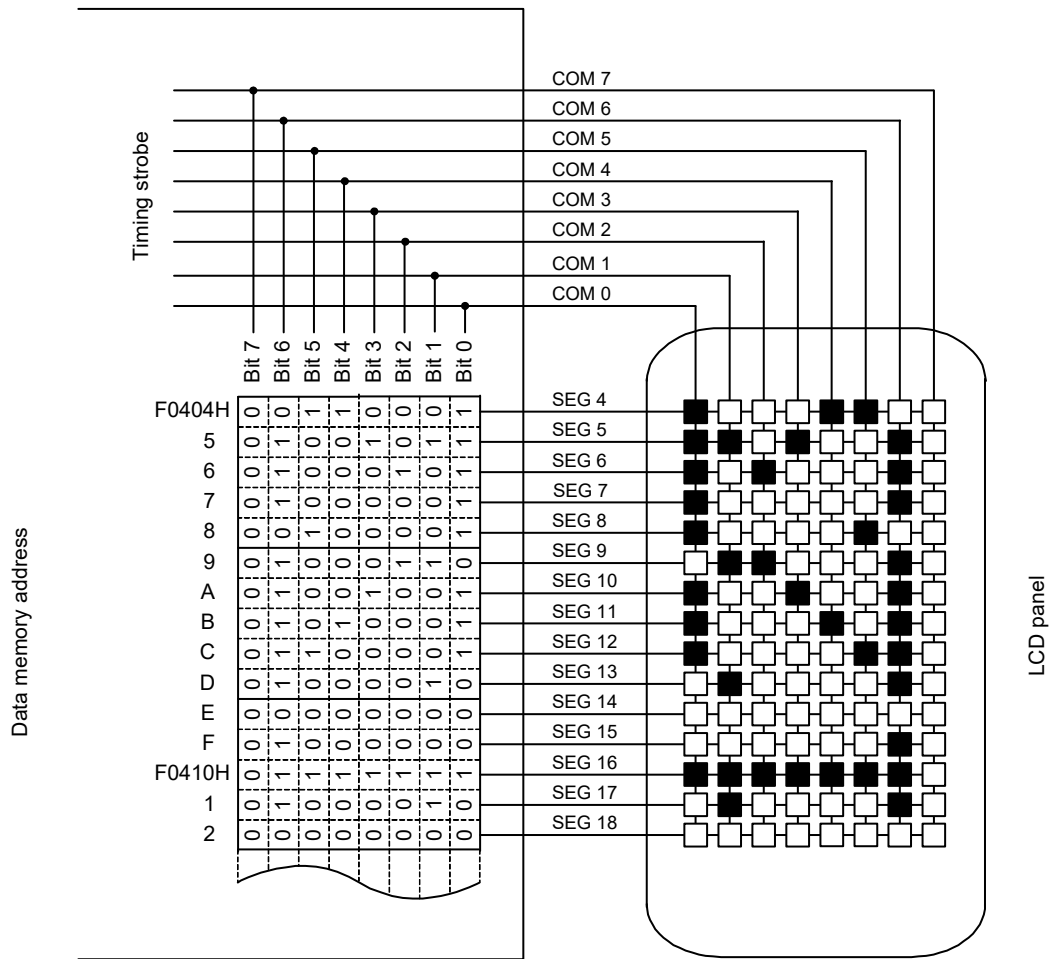 COM 7
COM 6
COM 5
COM 4
COM 3
COM 2
COM 1
COM 0
Timing strobe
Bit 7 Bit 6 Bit 5 Bit 4 Bit 3 Bit 2 Bit 1 Bit 0
F0404H 0 0 1 1 0 0 0 1 SEG 4
5 0 1 0 0 1 0 1 1 SEG 5
6 0 1 0 0 0 1 0 1 SEG 6
7 0 1 0 0 0 0 0 1 SEG 7
8 0 0 1 0 0 0 0 1 SEG 8
9 0 1 0 0 0 1 1 0 SEG 9
A 0 1 0 0 1 0 0 1 SEG 10
B 0 1 0 1 0 0 0 1 SEG 11
C 0 1 1 0 0 0 0 1 SEG 12
D 0 1 0 0 0 0 1 0 SEG 13
E 0 0 0 0 0 0 0 0 SEG 14
F 0 1 0 0 0 0 0 0 SEG 15
F0410H 0 1 1 1 1 1 1 1 SEG 16
1 0 1 0 0 0 0 1 0 SEG 17
2 0 0 0 0 0 0 0 0 SEG 18
Data memory address
LCD panel